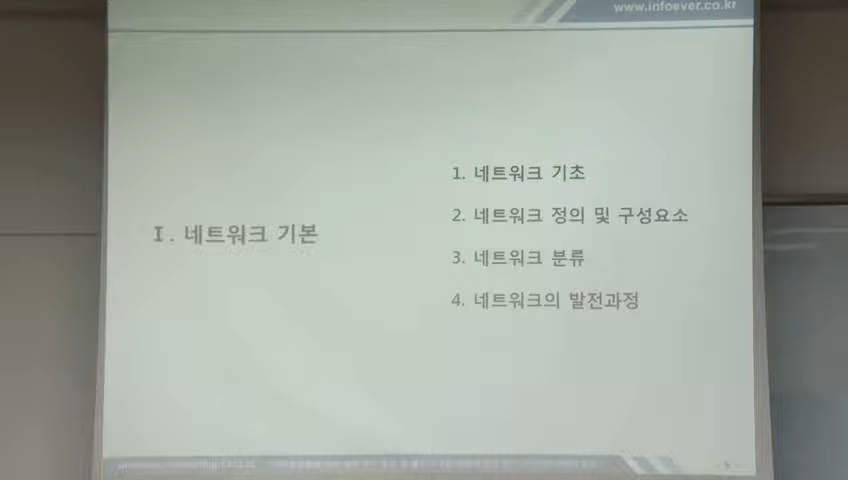 www.infoever.co.kr
I. 네트워크 기본
1. 네트워크 기초
2. 네트워크 정의 및 구성요소
3. 네트워크 분류
4. 네트워크의 발전과정